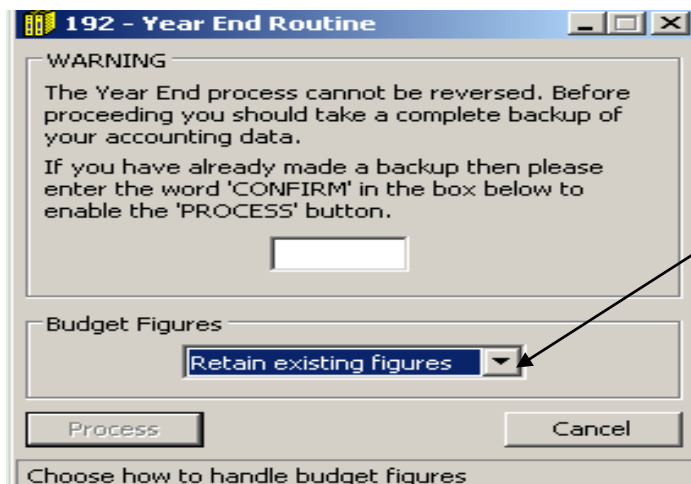 192 - Year End Routine
WARNING
The Year End process cannot be reversed. Before
proceeding you should take a complete backup of
your accounting data.
If you have already made a backup then please
enter the word 'CONFIRM' in the box below to
enable the 'PROCESS' button.
Budget Figures
Retain existing figures
Process Cancel
Choose how to handle budget figures